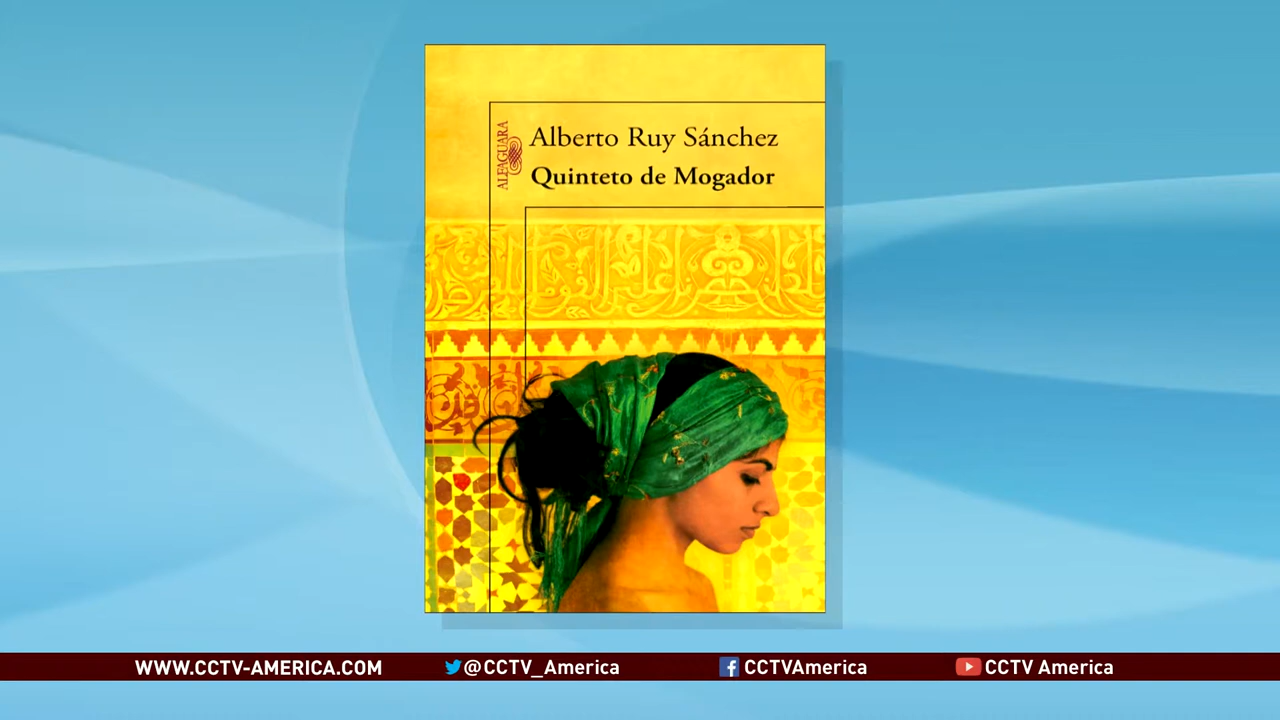 Alberto Ruy Sánchez
ALFAGUARA
Quinteto de Mogador
WWW.CCTV-AMERICA.COM
@CCTV_America
CCTVAmerica
CCTV America